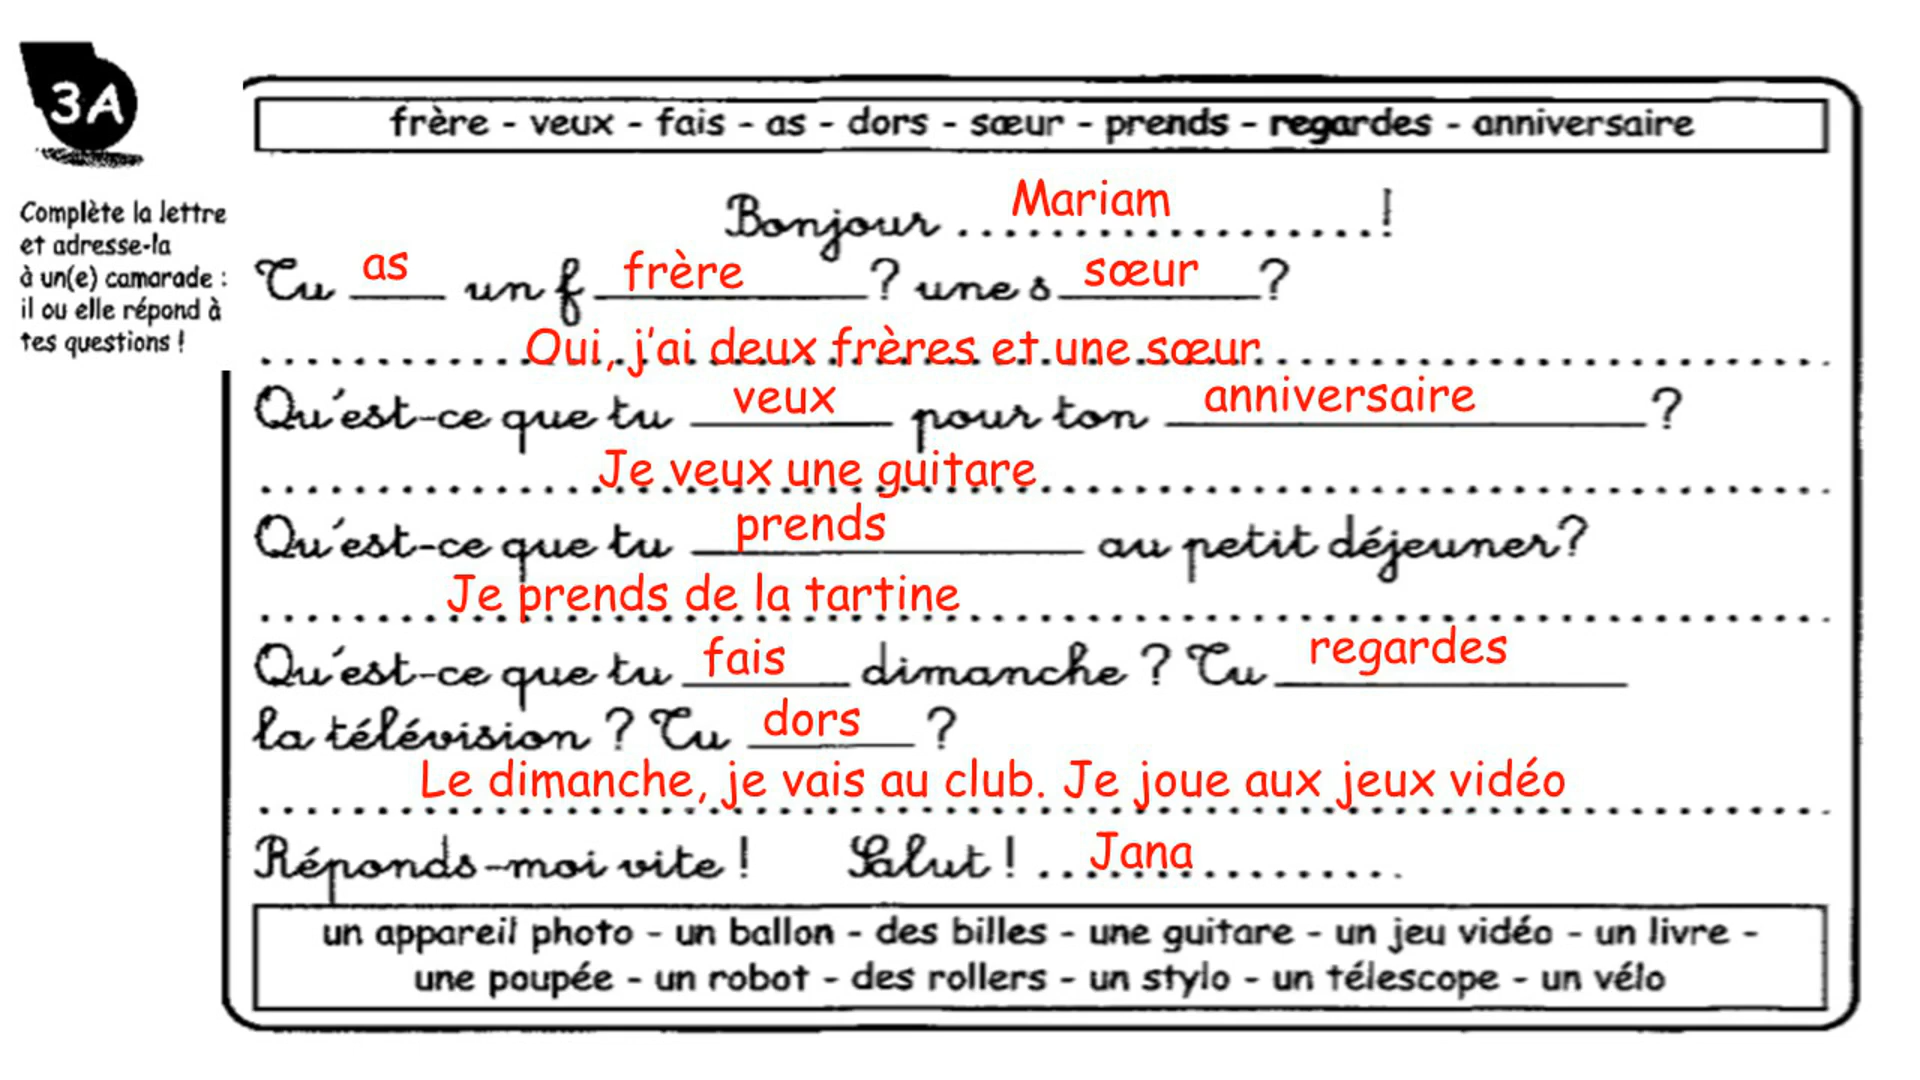 3A
Complète la lettre
et adresse-la
à un(e) camarade :
il ou elle répond à
tes questions !
frère - veux - fais - as - dors - sœur - prends - regardes - anniversaire
Bonjour Mariam !
Tu as un f frère ? une s sœur ?
Oui, j'ai deux frères et une sœur
Qu'est-ce que tu veux pour ton anniversaire ?
Je veux une guitare
Qu'est-ce que tu prends au petit déjeuner ?
Je prends de la tartine
Qu'est-ce que tu fais dimanche ? Tu regardes
la télévision ? Tu dors ?
Le dimanche, je vais au club. Je joue aux jeux vidéo
Réponds-moi vite ! Salut ! Jana
un appareil photo - un ballon - des billes - une guitare - un jeu vidéo - un livre -
une poupée - un robot - des rollers - un stylo - un télescope - un vélo